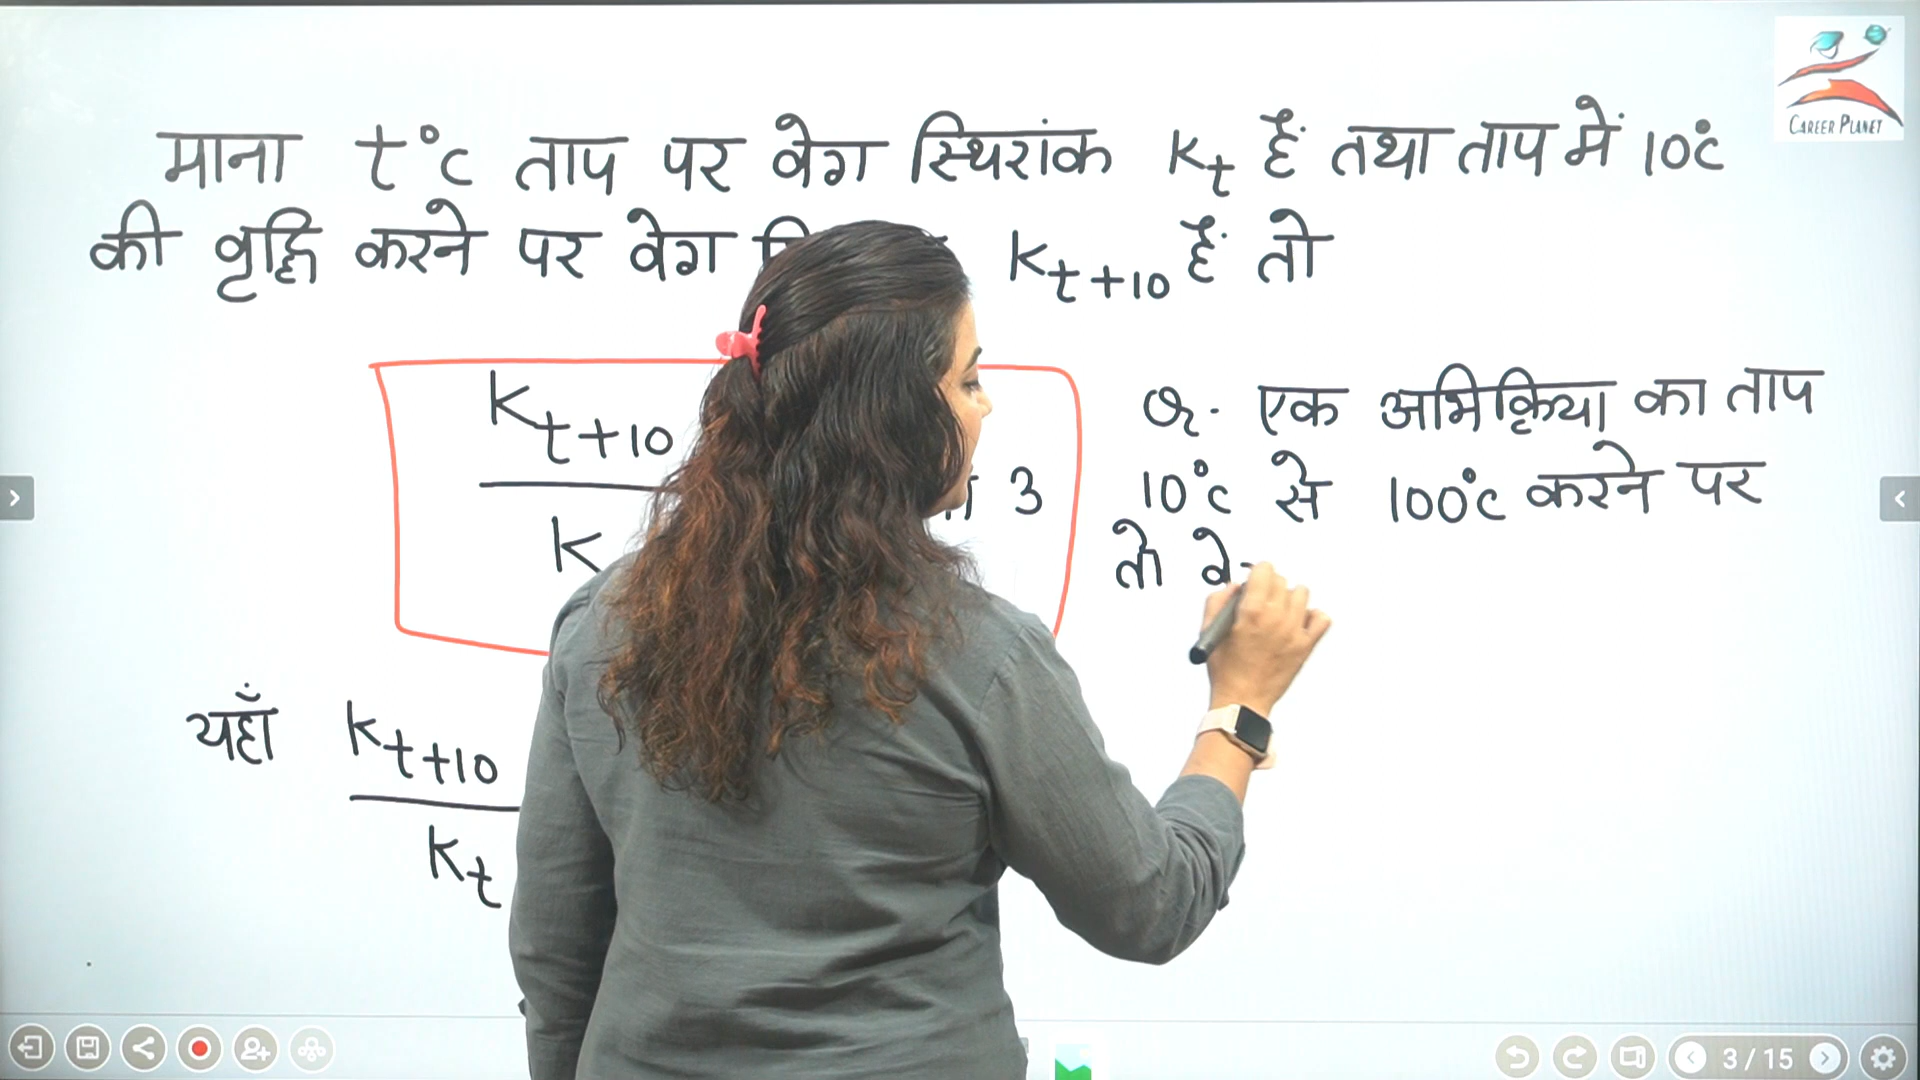 CAREER PLANET
माना t°c ताप पर वेग स्थिरांक Kt हैं तथा ताप में 10°c
की वृद्धि करने पर वेग Kt+10 हैं तो
Kt+10
K
3
Q. एक अभिक्रिया का ताप
10°c से 100°c करने पर
तो वे
यहाँ Kt+10
Kt
3 / 15